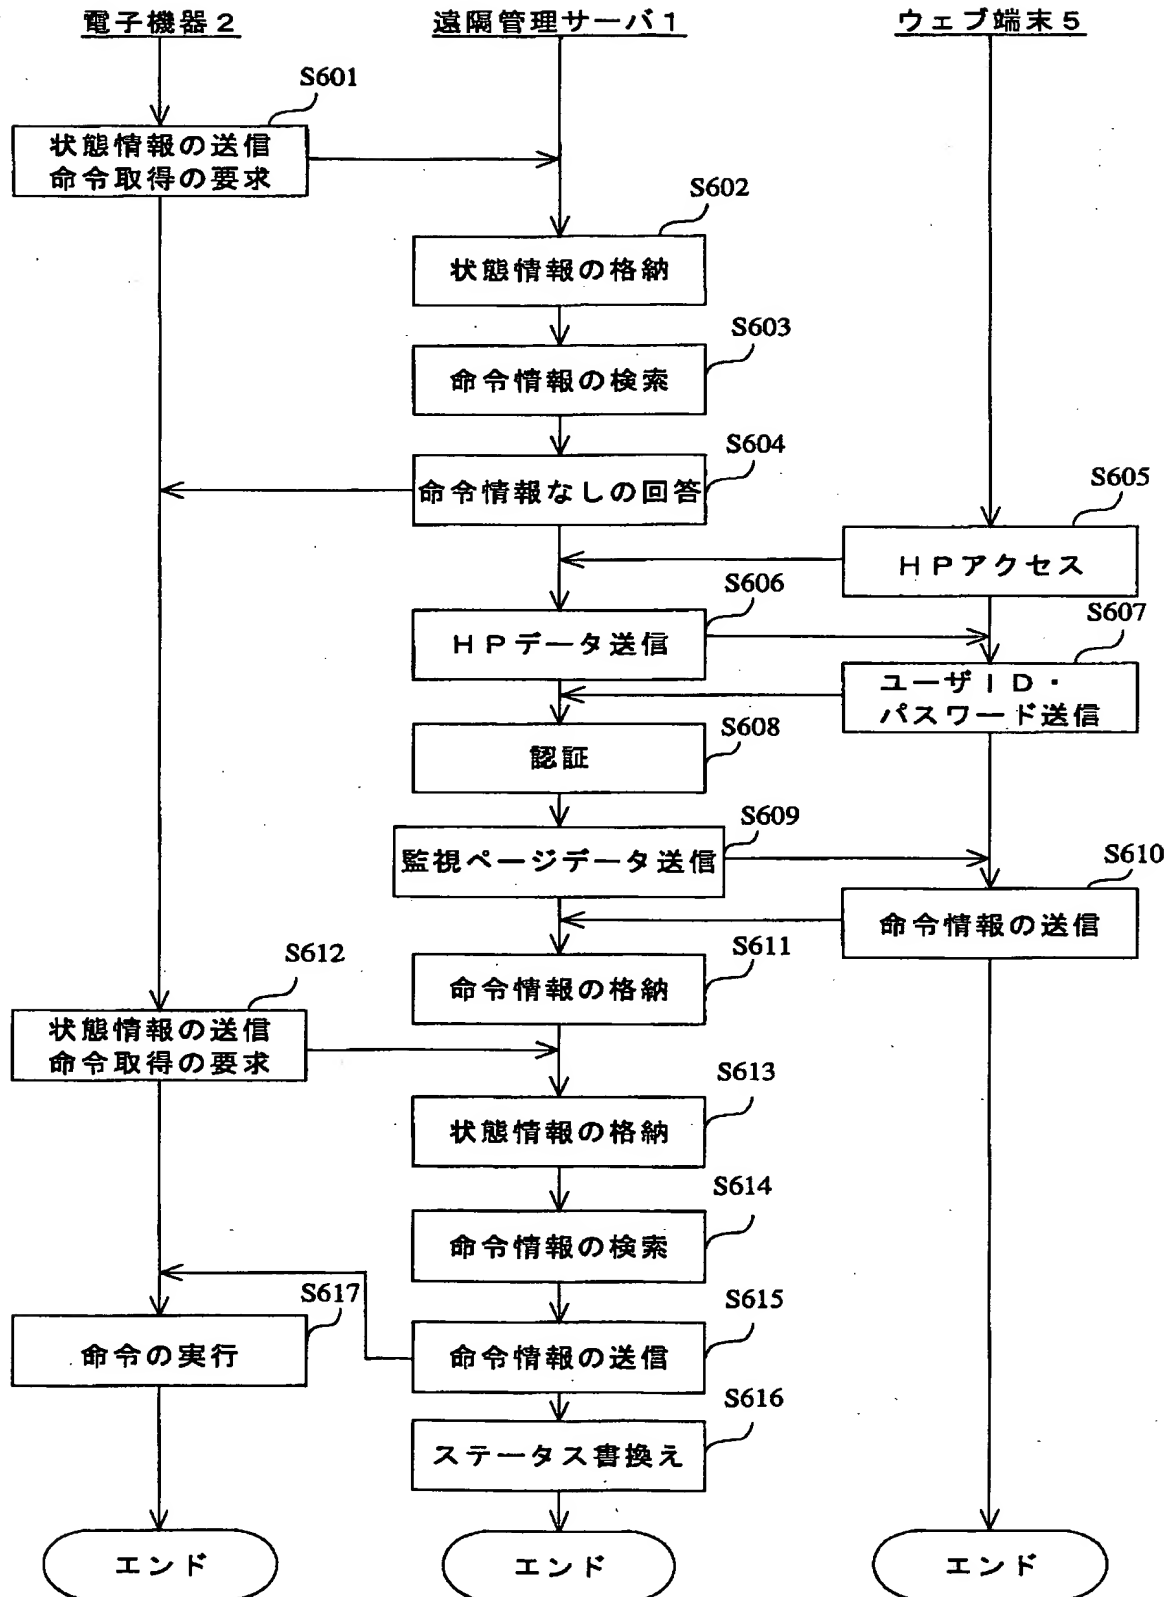 電子機器2
遠隔管理サーバ1
ウェブ端末5
S601
状態情報の送信
命令取得の要求
S602
状態情報の格納
S603
命令情報の検索
S604
命令情報なしの回答
S605
HPアクセス
S606
HPデータ送信
S607
ユーザID・
パスワード送信
S608
認証
S609
監視ページデータ送信
S610
命令情報の送信
S611
命令情報の格納
S612
状態情報の送信
命令取得の要求
S613
状態情報の格納
S614
命令情報の検索
S615
命令情報の送信
S617
命令の実行
S616
ステータス書換え
エンド
エンド
エンド